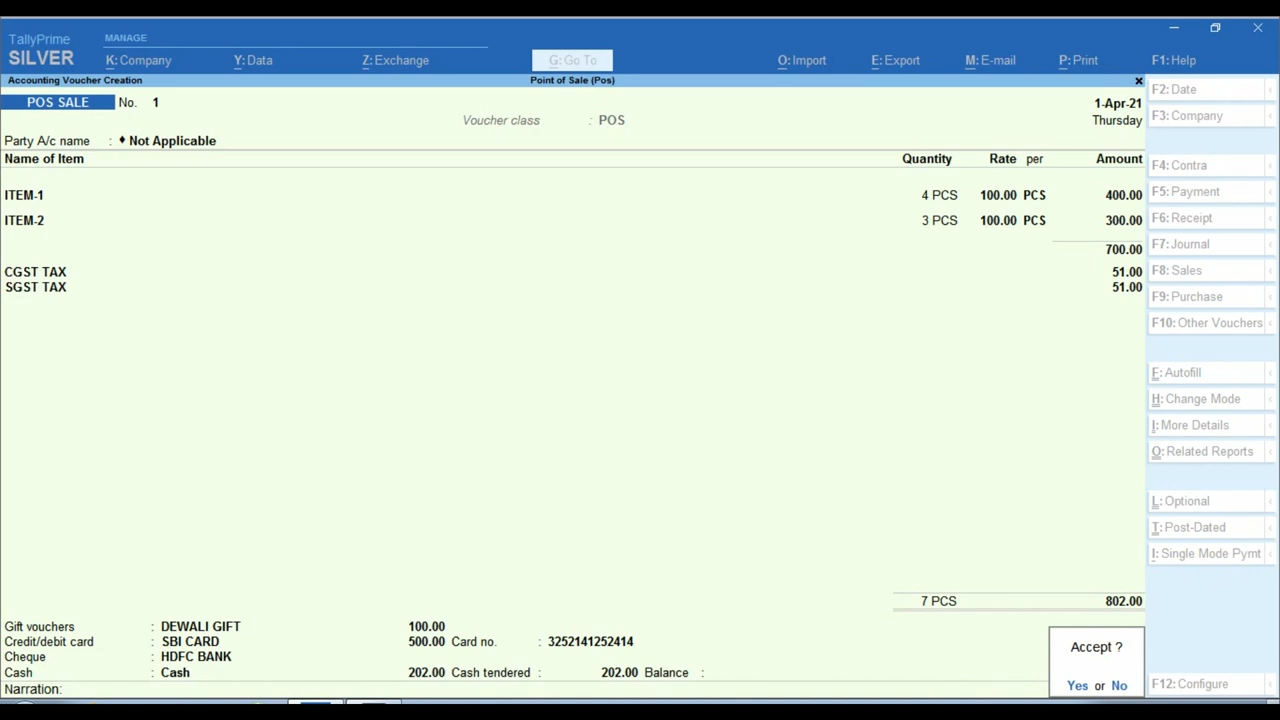 TallyPrime
SILVER
MANAGE
K: Company Y: Data Z: Exchange G: Go To O: Import E: Export M: E-mail P: Print F1: Help
Accounting Voucher Creation Point of Sale (Pos) ×
POS SALE No. 1 1-Apr-21
Voucher class : POS Thursday
Party A/c name : ♦ Not Applicable
Name of Item Quantity Rate per Amount
ITEM-1 4 PCS 100.00 PCS 400.00
ITEM-2 3 PCS 100.00 PCS 300.00
700.00
CGST TAX 51.00
SGST TAX 51.00
7 PCS 802.00
Gift vouchers : DEWALI GIFT 100.00
Credit/debit card : SBI CARD 500.00 Card no. : 3252141252414
Cheque : HDFC BANK
Cash : Cash 202.00 Cash tendered : 202.00 Balance :
Narration:
Accept ?
Yes or No
F2: Date
F3: Company
F4: Contra
F5: Payment
F6: Receipt
F7: Journal
F8: Sales
F9: Purchase
F10: Other Vouchers
F: Autofill
H: Change Mode
I: More Details
O: Related Reports
L: Optional
T: Post-Dated
I: Single Mode Pymt
F12: Configure